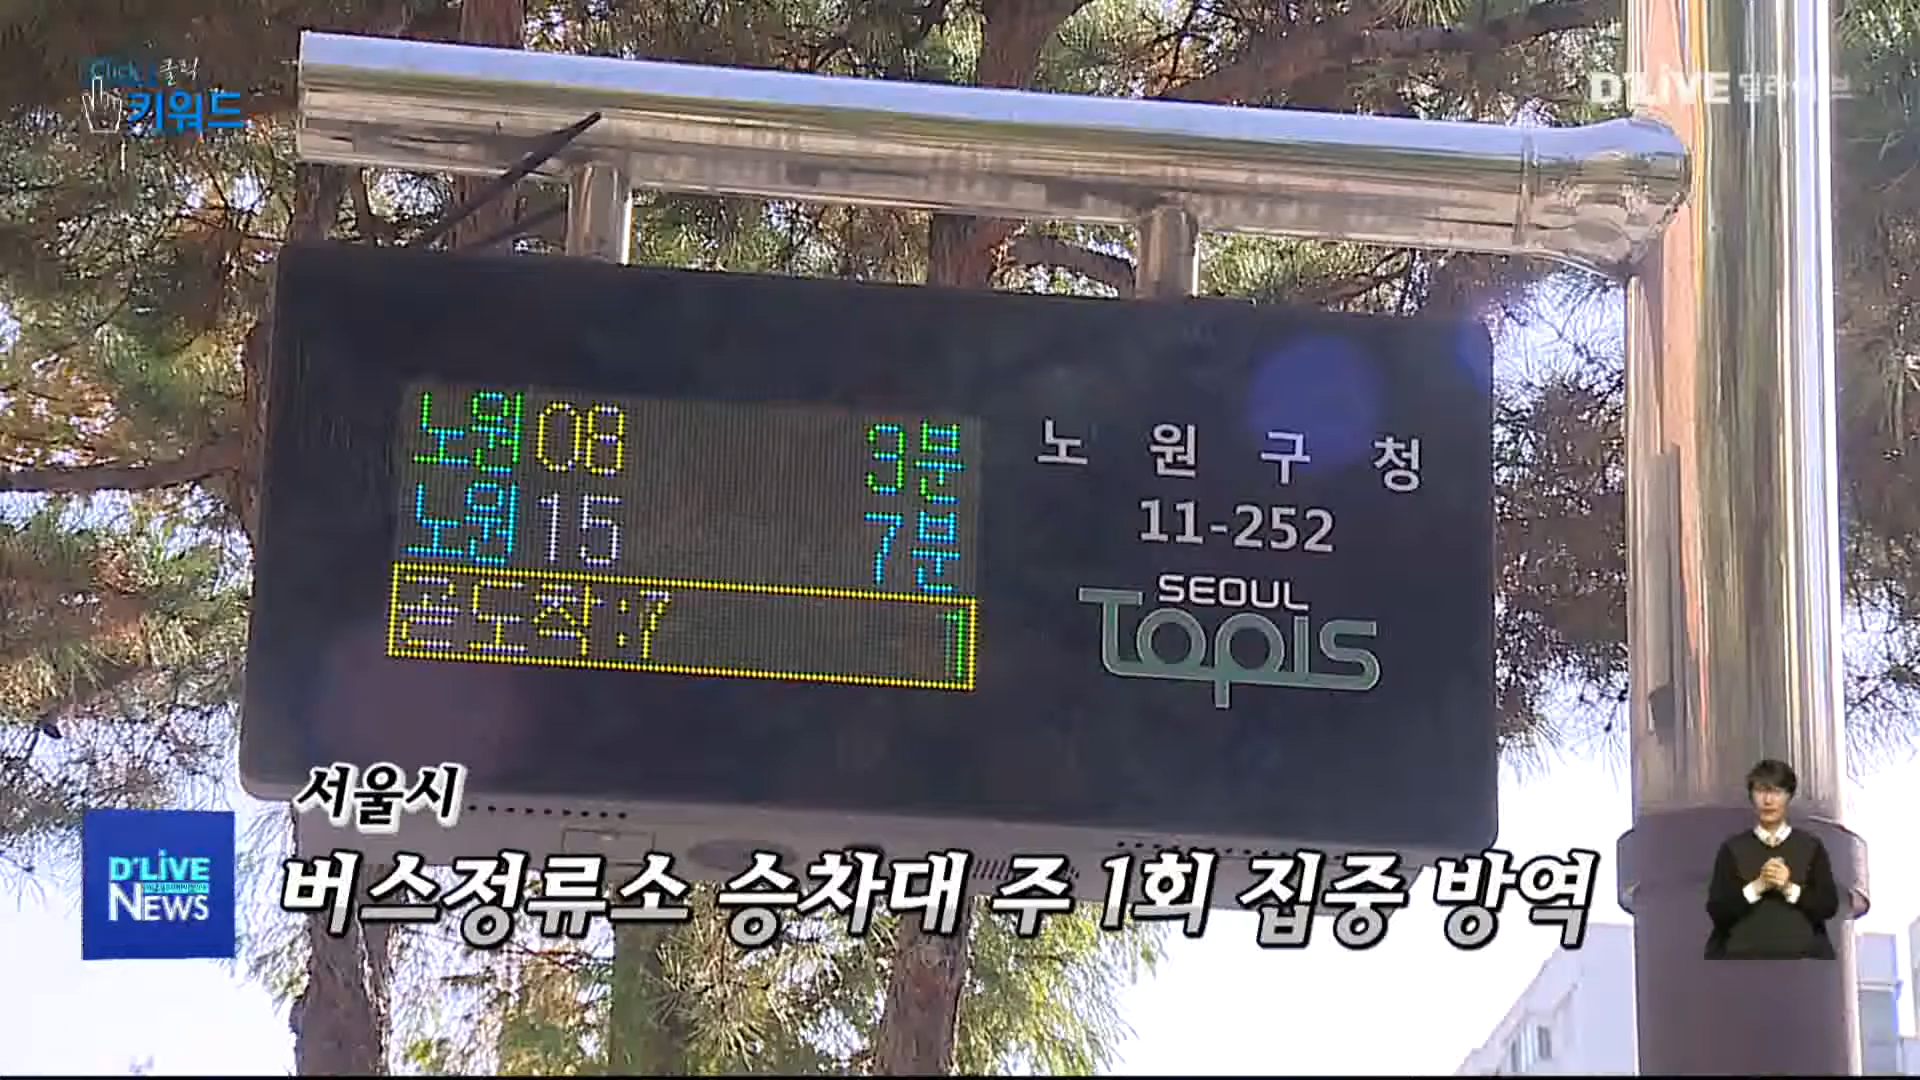 Click 클릭
키워드
D'LIVE 딜라이브
노원08 3분
노원15 7분
곧도착:7 1
노원구청
11-252
SEOUL
Topis
서울시
버스정류소 승차대 주 1회 집중 방역
D'LIVE
NEWS